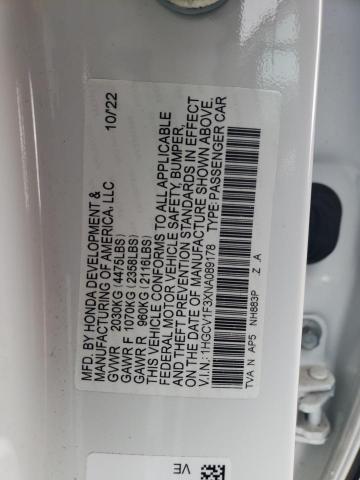 MFD. BY HONDA DEVELOPMENT & 10/22
MANUFACTURING OF AMERICA, LLC
GVWR 2030KG (4475LBS)
GAWR F 1070KG (2358LBS)
GAWR R 960KG (2116LBS)
THIS VEHICLE CONFORMS TO ALL APPLICABLE
FEDERAL MOTOR VEHICLE SAFETY, BUMPER,
AND THEFT PREVENTION STANDARDS IN EFFECT
ON THE DATE OF MANUFACTURE SHOWN ABOVE.
V.I.N.: 1HGCV1F3XNA089178 TYPE: PASSENGER CAR
TVA N AP5 NH883P Z A
VE